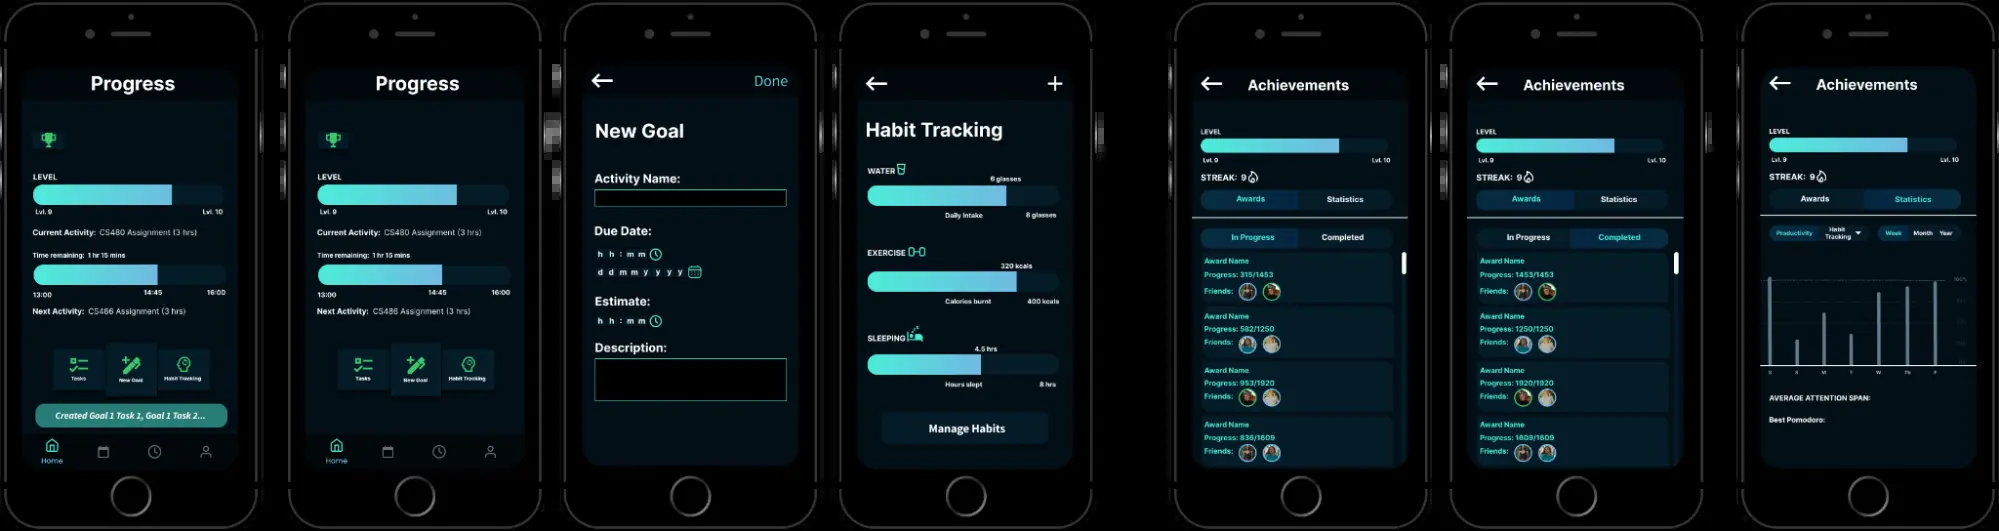 Progress
LEVEL
Lvl. 9 Lvl. 10
Current Activity: CS480 Assignment (3 hrs)
Time remaining: 1 hr 15 mins
13:00 14:45 16:00
Next Activity: CS486 Assignment (3 hrs)
Tasks New Goal Habit Tracking
Created Goal 1 Task 1, Goal 1 Task 2...
Home
Progress
LEVEL
Lvl. 9 Lvl. 10
Current Activity: CS480 Assignment (3 hrs)
Time remaining: 1 hr 15 mins
13:00 14:45 16:00
Next Activity: CS486 Assignment (3 hrs)
Tasks New Goal Habit Tracking
Home
Done
New Goal
Activity Name:
Due Date:
h h : m m
d d m m y y y y
Estimate:
h h : m m
Description:
Habit Tracking
WATER
6 glasses
Daily Intake 8 glasses
EXERCISE
320 kcals
Calories burnt 400 kcals
SLEEPING
4.5 hrs
Hours slept 8 hrs
Manage Habits
Achievements
LEVEL
Lvl. 9 Lvl. 10
STREAK: 9
Awards Statistics
In Progress Completed
Award Name
Progress: 315/1453
Friends:
Award Name
Progress: 582/1250
Friends:
Award Name
Progress: 953/1920
Friends:
Award Name
Progress: 836/1609
Friends:
Achievements
LEVEL
Lvl. 9 Lvl. 10
STREAK: 9
Awards Statistics
In Progress Completed
Award Name
Progress: 1453/1453
Friends:
Award Name
Progress: 1250/1250
Friends:
Award Name
Progress: 1920/1920
Friends:
Award Name
Progress: 1609/1609
Friends:
Achievements
LEVEL
Lvl. 9 Lvl. 10
STREAK: 9
Awards Statistics
Productivity Habit Tracking Week Month Year
100%
S S M T W Th F
AVERAGE ATTENTION SPAN:
Best Pomodoro: